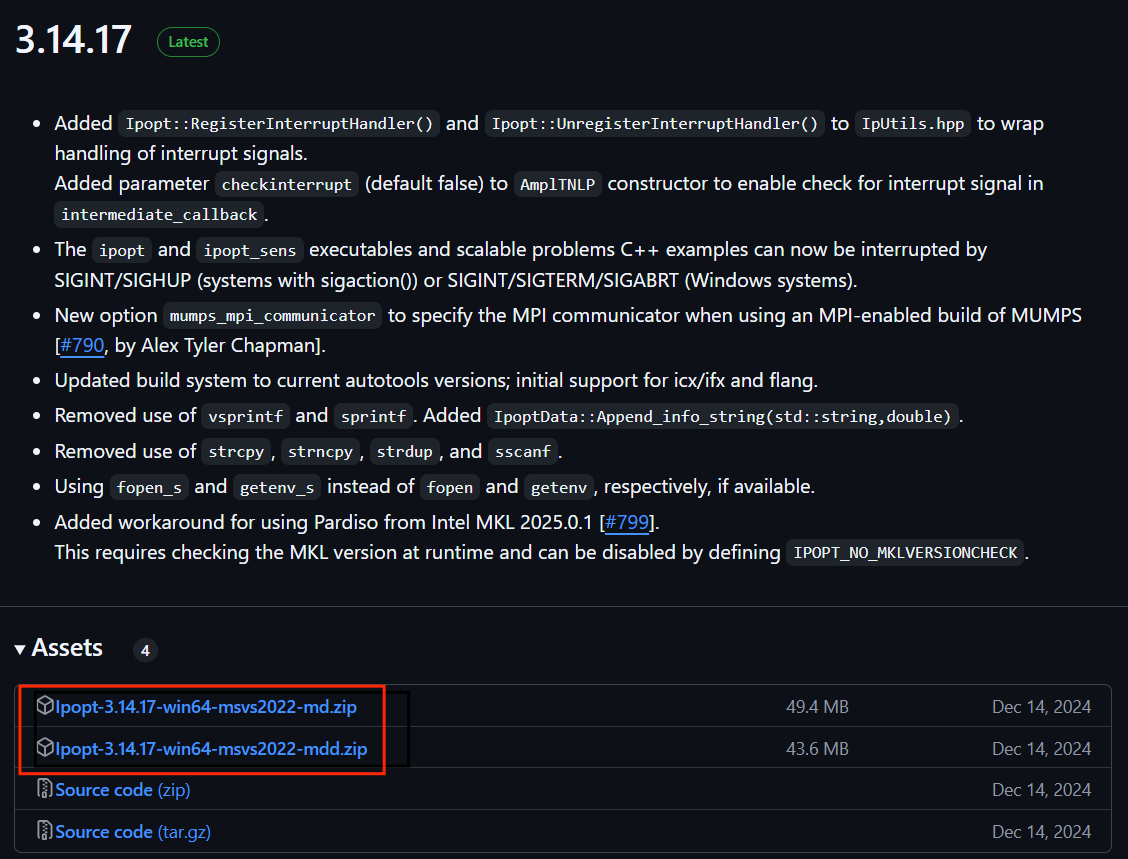 3.14.17 Latest
Added Ipopt::RegisterInterruptHandler() and Ipopt::UnregisterInterruptHandler() to IpUtils.hpp to wrap
handling of interrupt signals.
Added parameter checkinterrupt (default false) to AmplTNLP constructor to enable check for interrupt signal in
intermediate_callback.
The ipopt and ipopt_sens executables and scalable problems C++ examples can now be interrupted by
SIGINT/SIGHUP (systems with sigaction()) or SIGINT/SIGTERM/SIGABRT (Windows systems).
New option mumps_mpi_communicator to specify the MPI communicator when using an MPI-enabled build of MUMPS
[#790, by Alex Tyler Chapman].
Updated build system to current autotools versions; initial support for icx/ifx and flang.
Removed use of vsprintf and sprintf. Added IpoptData::Append_info_string(std::string,double).
Removed use of strcpy, strncpy, strdup, and sscanf.
Using fopen_s and getenv_s instead of fopen and getenv, respectively, if available.
Added workaround for using Pardiso from Intel MKL 2025.0.1 [#799].
This requires checking the MKL version at runtime and can be disabled by defining IPOPT_NO_MKLVERSIONCHECK.
Assets 4
Ipopt-3.14.17-win64-msvs2022-md.zip 49.4 MB Dec 14, 2024
Ipopt-3.14.17-win64-msvs2022-mdd.zip 43.6 MB Dec 14, 2024
Source code (zip) Dec 14, 2024
Source code (tar.gz) Dec 14, 2024